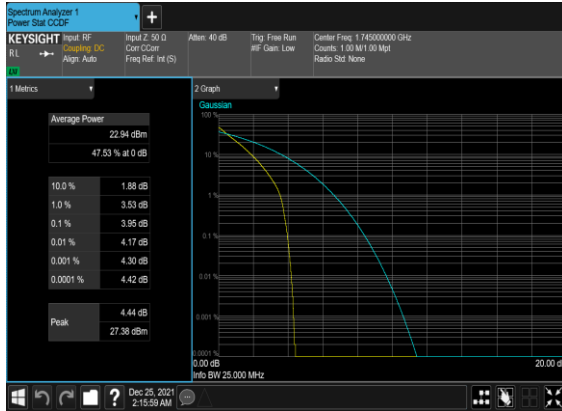 Spectrum Analyzer 1
Power Stat CCDF
+
KEYSIGHT
RL
LXI
Input: RF
Coupling: DC
Align: Auto
Input Z: 50 Ω
Corr CCorr
Freq Ref: Int (S)
Atten: 40 dB
Trig: Free Run
#IF Gain: Low
Center Freq: 1.745000000 GHz
Counts: 1.00 M/1.00 Mpt
Radio Std: None
1 Metrics
Average Power
22.94 dBm
47.53 % at 0 dB
10.0 % 1.88 dB
1.0 % 3.53 dB
0.1 % 3.95 dB
0.01 % 4.17 dB
0.001 % 4.30 dB
0.0001 % 4.42 dB
Peak
4.44 dB
27.38 dBm
2 Graph
Gaussian
100 %
10 %
1 %
0.1 %
0.01 %
0.001 %
0.0001 %
0.00 dB 20.00 d
Info BW 25.000 MHz
?
Dec 25, 2021
2:15:59 AM